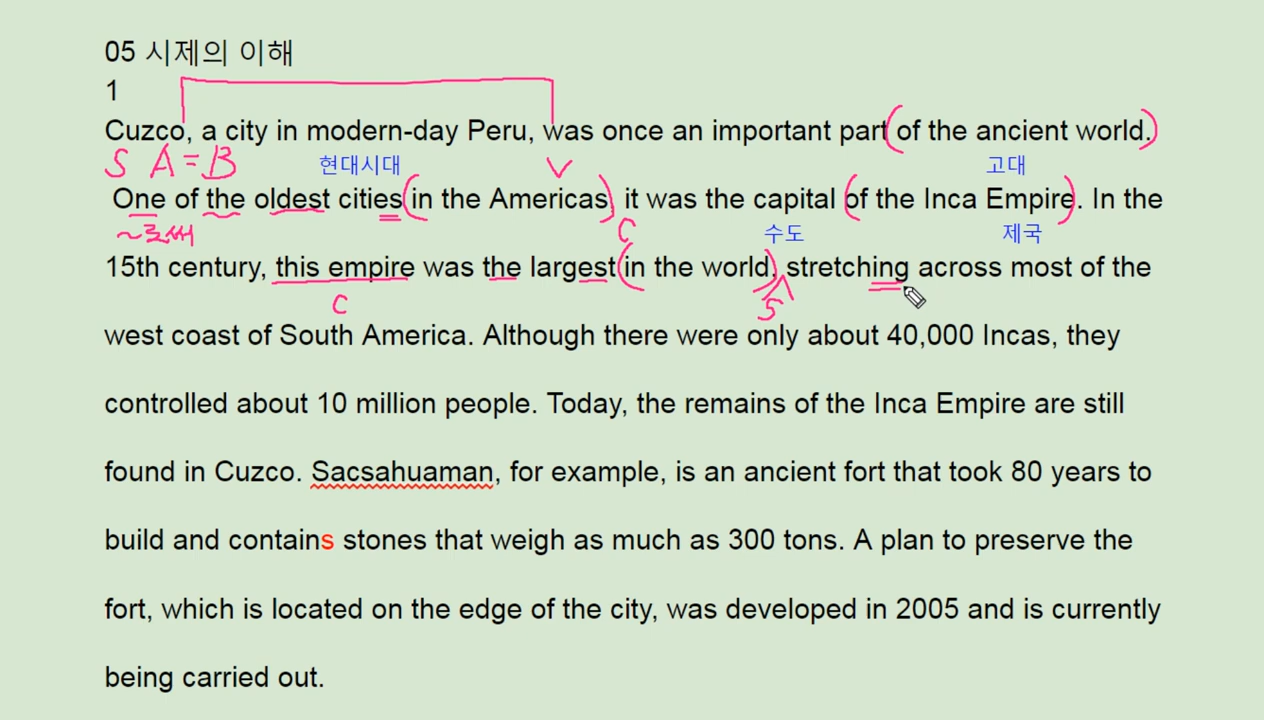 05 시제의 이해
1
Cuzco, a city in modern-day Peru, was once an important part of the ancient world.
S A=B 현대시대 V 고대
One of the oldest cities in the Americas, it was the capital of the Inca Empire. In the
~로써 C 수도 제국
15th century, this empire was the largest in the world, stretching across most of the
C S
west coast of South America. Although there were only about 40,000 Incas, they
controlled about 10 million people. Today, the remains of the Inca Empire are still
found in Cuzco. Sacsahuaman, for example, is an ancient fort that took 80 years to
build and contains stones that weigh as much as 300 tons. A plan to preserve the
fort, which is located on the edge of the city, was developed in 2005 and is currently
being carried out.